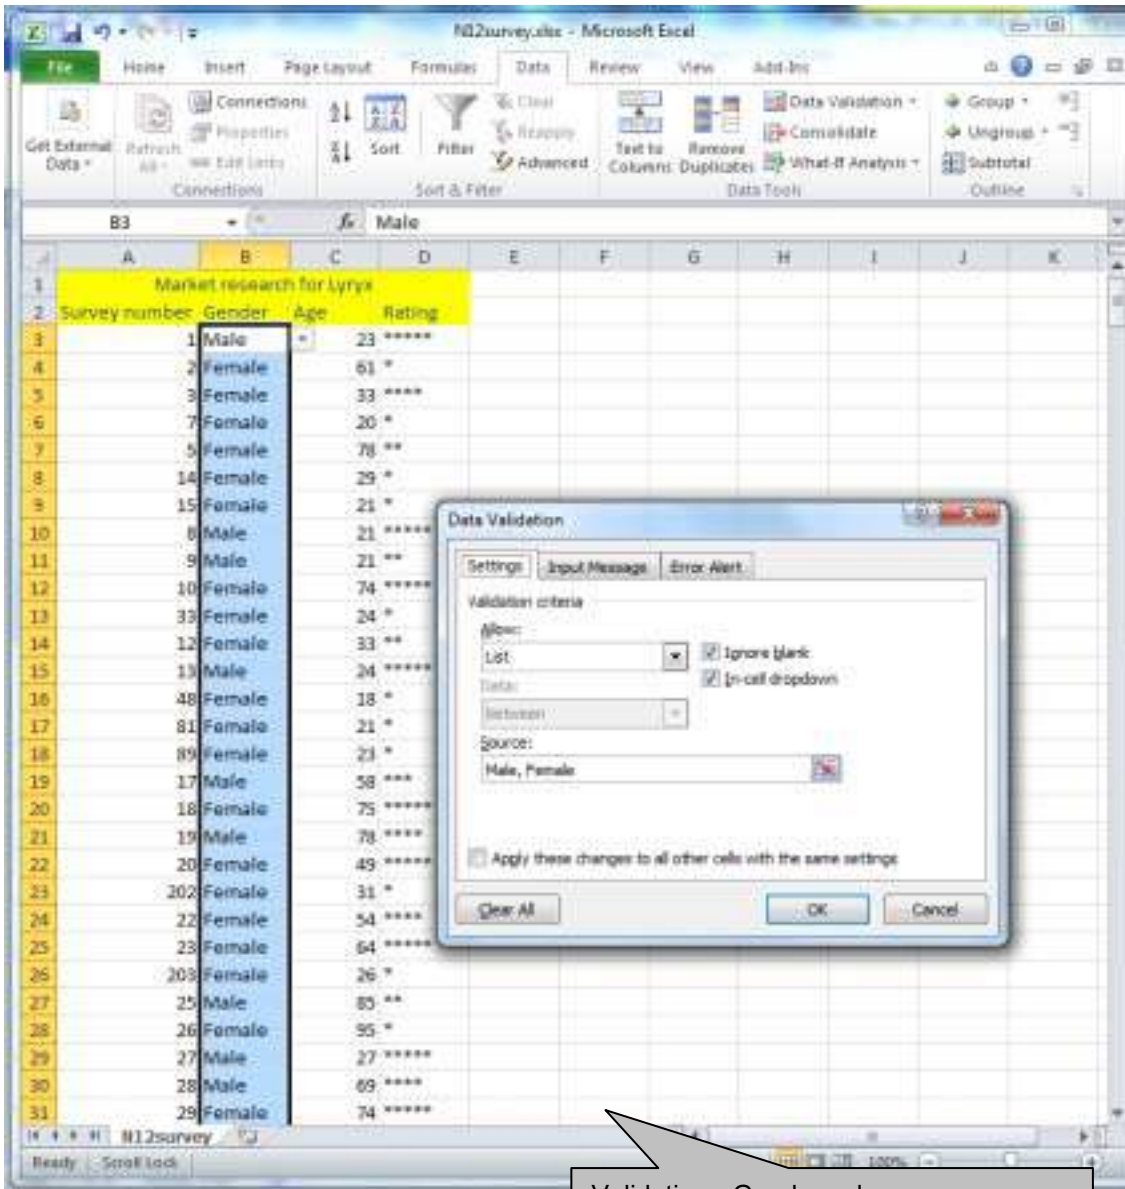 N12survey.xlsx - Microsoft Excel
File Home Insert Page Layout Formulas Data Review View Add-Ins
Get External Data
Refresh All
Connections
Properties
Edit Links
Connections
Sort
Filter
Clear
Reapply
Advanced
Sort & Filter
Text to Columns
Remove Duplicates
Data Validation
Consolidate
What-If Analysis
Data Tools
Group
Ungroup
Subtotal
Outline
B3 fx Male
A B C D E F G H I J K
1 Market research for Lyryx
2 Survey number Gender Age Rating
3 1 Male 23 *****
4 2 Female 61 *
5 3 Female 33 ****
6 7 Female 20 *
7 5 Female 78 **
8 14 Female 29 *
9 15 Female 21 *
10 8 Male 21 *****
11 9 Male 21 **
12 10 Female 74 *****
13 33 Female 24 *
14 12 Female 33 **
15 13 Male 24 *****
16 48 Female 18 *
17 81 Female 21 *
18 89 Female 23 *
19 17 Male 58 ***
20 18 Female 75 *****
21 19 Male 78 ****
22 20 Female 49 *****
23 202 Female 31 *
24 22 Female 54 ****
25 23 Female 64 *****
26 203 Female 26 *
27 25 Male 85 **
28 26 Female 95 *
29 27 Male 27 *****
30 28 Male 69 ****
31 29 Female 74 *****
Data Validation
Settings Input Message Error Alert
Validation criteria
Allow:
List
Ignore blank
In-cell dropdown
Data:
between
Source:
Male, Female
Apply these changes to all other cells with the same settings
Clear All OK Cancel
N12survey
Ready Scroll Lock 100%